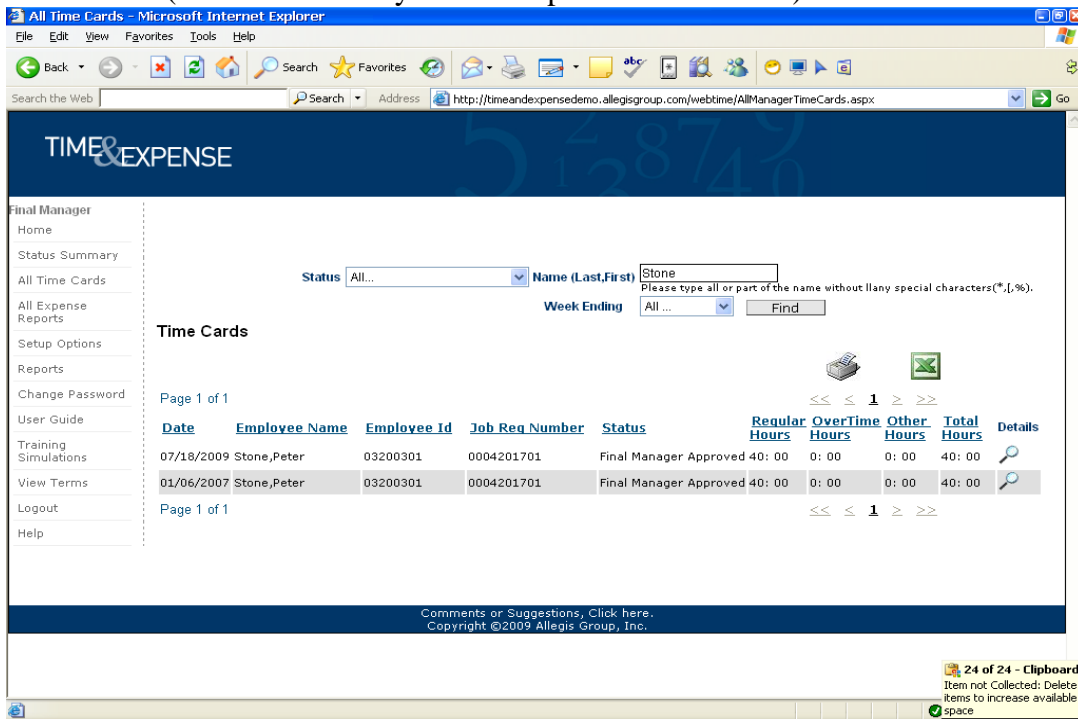 All Time Cards - Microsoft Internet Explorer
File Edit View Favorites Tools Help
Back Search Favorites
Search the Web Search Address http://timeandexpensedemo.allegisgroup.com/webtime/AllManagerTimeCards.aspx Go
TIME&EXPENSE
Final Manager
Home
Status Summary
All Time Cards
All Expense
Reports
Setup Options
Reports
Change Password
User Guide
Training
Simulations
View Terms
Logout
Help
Status All... Name (Last,First) Stone
Please type all or part of the name without llany special characters(*,[,%).
Week Ending All ... Find
Time Cards
Page 1 of 1 << < 1 > >>
Date Employee Name Employee Id Job Req Number Status Regular Hours OverTime Hours Other Hours Total Hours Details
07/18/2009 Stone,Peter 03200301 0004201701 Final Manager Approved 40: 00 0: 00 0: 00 40: 00
01/06/2007 Stone,Peter 03200301 0004201701 Final Manager Approved 40: 00 0: 00 0: 00 40: 00
Page 1 of 1 << < 1 > >>
Comments or Suggestions, Click here.
Copyright ©2009 Allegis Group, Inc.
24 of 24 - Clipboard
Item not Collected: Delete
items to increase available
space